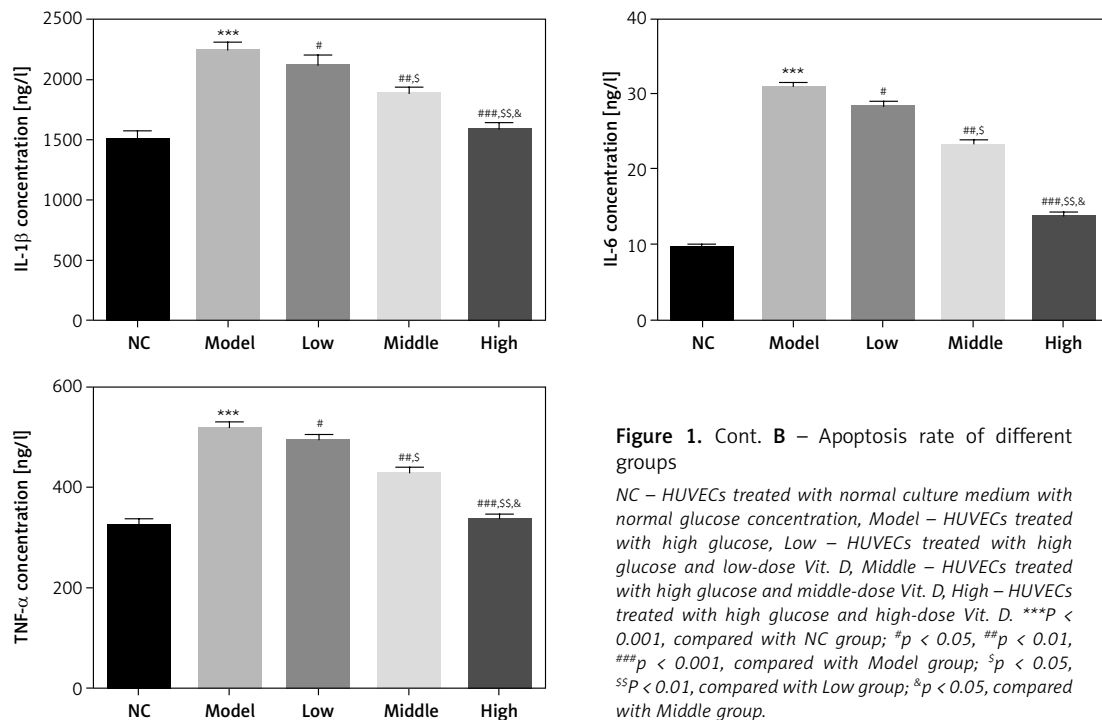 IL-1β concentration [ng/l]
2500
2000
1500
1000
500
0
***
#
##,$
###,$$,&
NC Model Low Middle High
IL-6 concentration [ng/l]
40
30
20
10
0
***
#
##,$
###,$$,&
NC Model Low Middle High
TNF-α concentration [ng/l]
600
400
200
0
***
#
##,$
###,$$,&
NC Model Low Middle High
Figure 1. Cont. B – Apoptosis rate of different
groups
NC – HUVECs treated with normal culture medium with
normal glucose concentration, Model – HUVECs treated
with high glucose, Low – HUVECs treated with high
glucose and low-dose Vit. D, Middle – HUVECs treated
with high glucose and middle-dose Vit. D, High – HUVECs
treated with high glucose and high-dose Vit. D. ***P <
0.001, compared with NC group; #p < 0.05, ##p < 0.01,
###p < 0.001, compared with Model group; $p < 0.05,
$$P < 0.01, compared with Low group; &p < 0.05, compared
with Middle group.